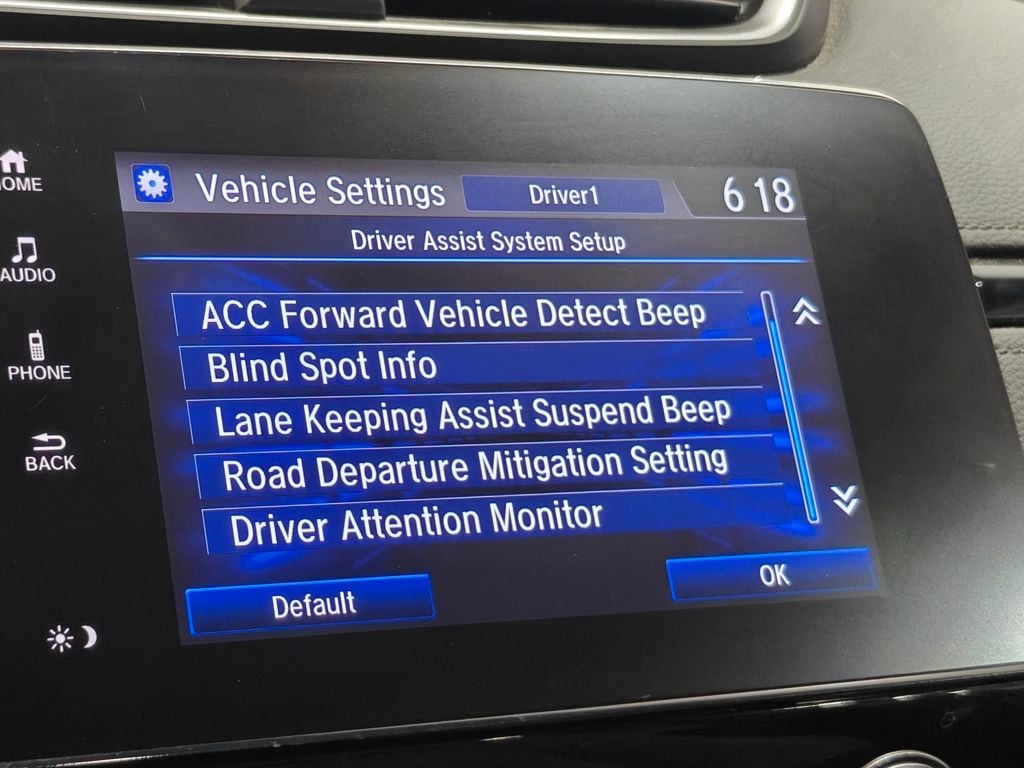 Vehicle Settings
Driver1
6 18
Driver Assist System Setup
ACC Forward Vehicle Detect Beep
Blind Spot Info
Lane Keeping Assist Suspend Beep
Road Departure Mitigation Setting
Driver Attention Monitor
Default
OK
OME
AUDIO
PHONE
BACK